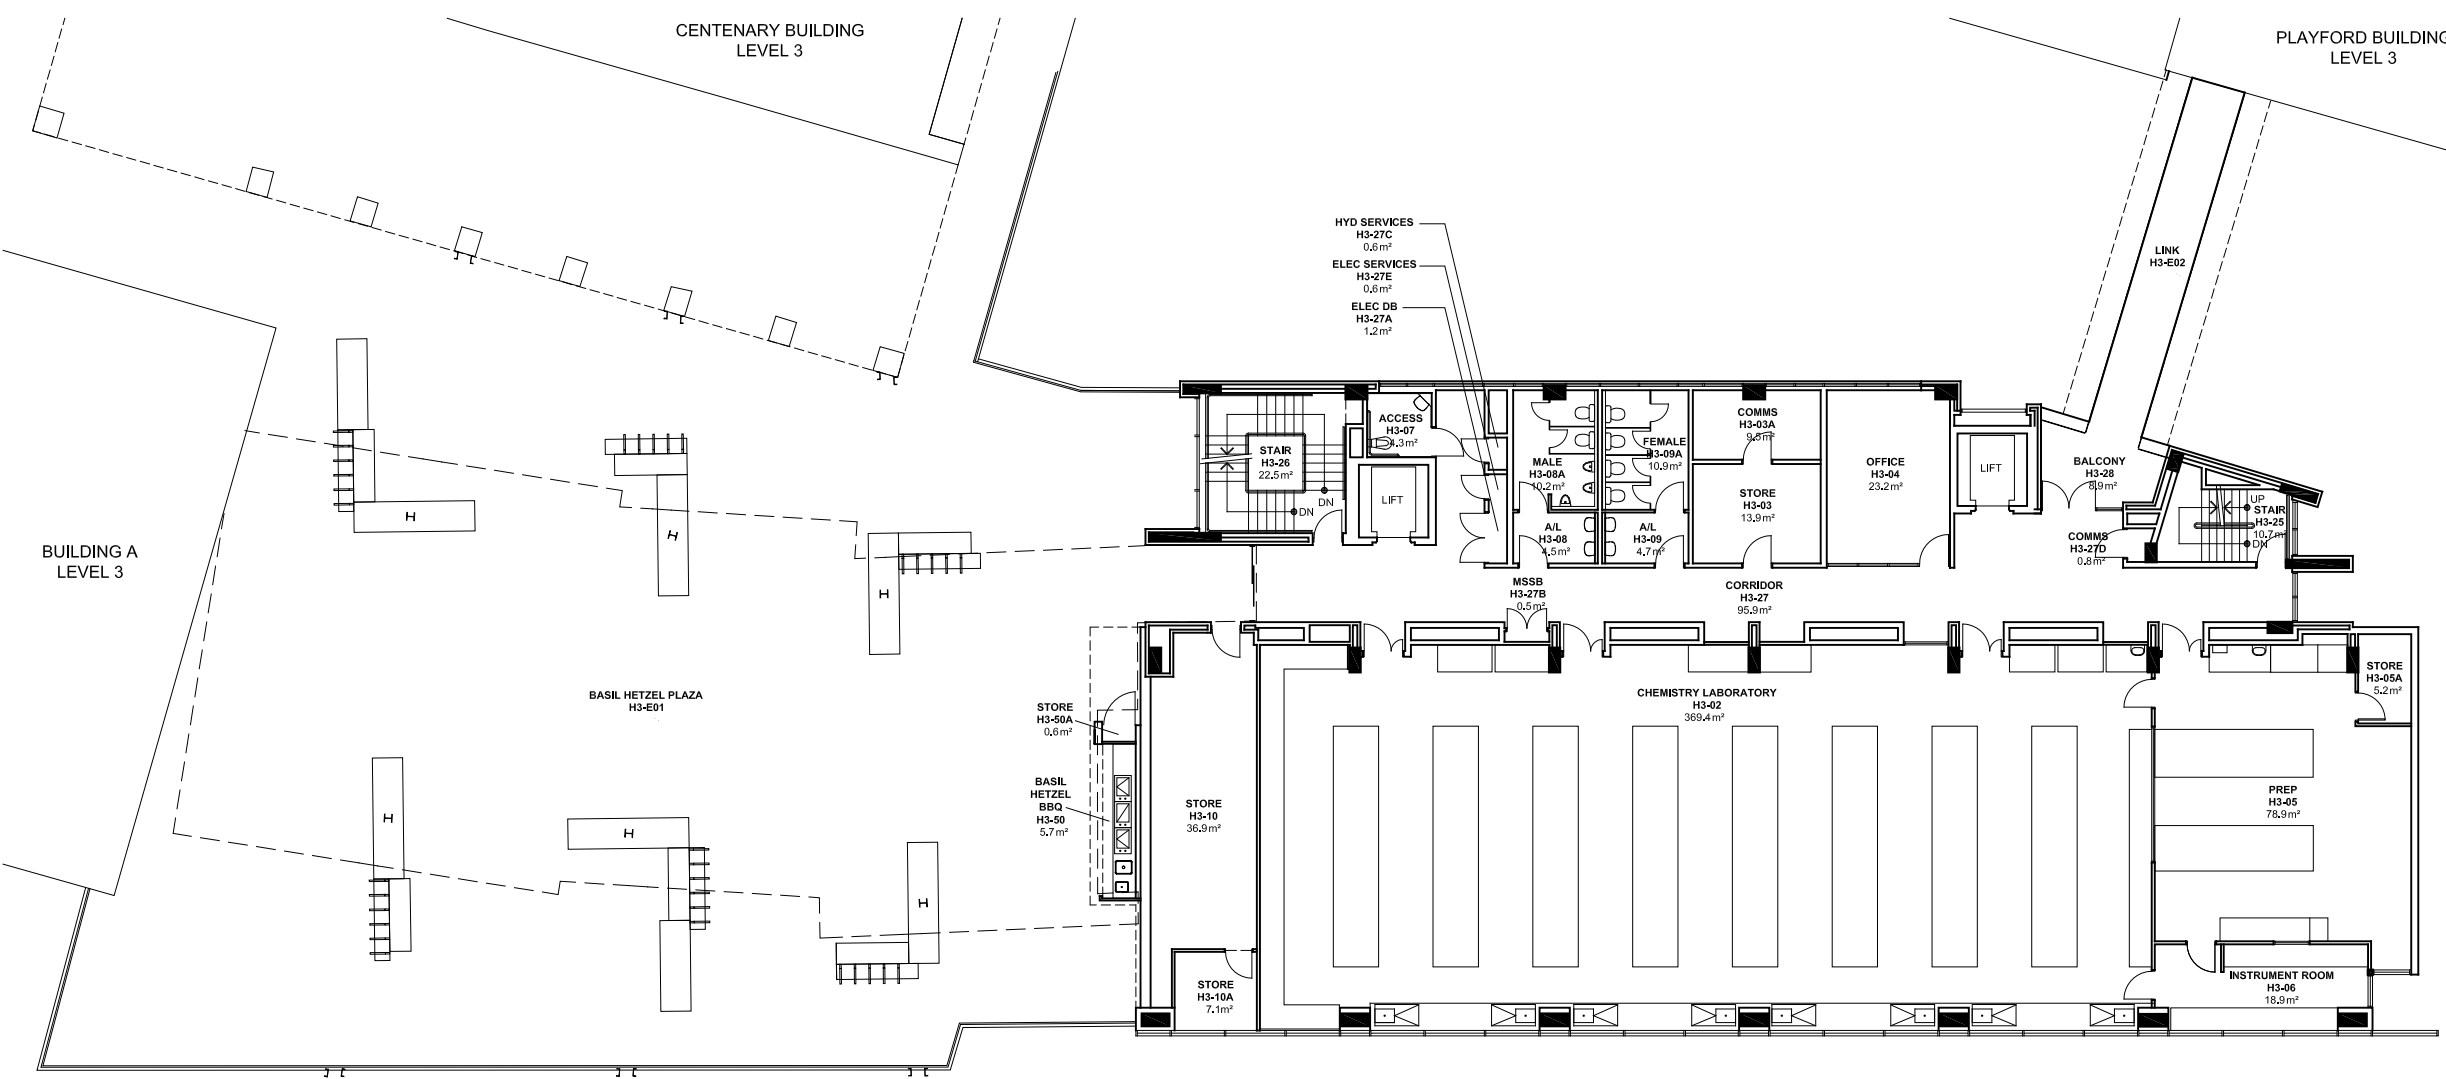 CENTENARY BUILDING
LEVEL 3
PLAYFORD BUILDING
LEVEL 3
HYD SERVICES
H3-27C
0.6m²
ELEC SERVICES
H3-27E
0.6m²
ELEC DB
H3-27A
1.2m²
LINK
H3-E02
STAIR
H3-26
22.5m²
DN
DN
ACCESS
H3-07
4.3m²
LIFT
MALE
H3-08A
10.2m²
FEMALE
H3-09A
10.9m²
A/L
H3-08
4.5m²
A/L
H3-09
4.7m²
COMMS
H3-03A
9.5m²
STORE
H3-03
13.9m²
OFFICE
H3-04
23.2m²
LIFT
BALCONY
H3-28
8.9m²
COMMS
H3-27D
0.8m²
UP
STAIR
H3-25
10.7m²
DN
MSSB
H3-27B
0.5m²
CORRIDOR
H3-27
95.9m²
BUILDING A
LEVEL 3
H
H
H
BASIL HETZEL PLAZA
H3-E01
H
H
H
STORE
H3-50A
0.6m²
BASIL
HETZEL
BBQ
H3-50
5.7m²
STORE
H3-10
36.9m²
STORE
H3-10A
7.1m²
CHEMISTRY LABORATORY
H3-02
369.4m²
STORE
H3-05A
5.2m²
PREP
H3-05
78.9m²
INSTRUMENT ROOM
H3-06
18.9m²